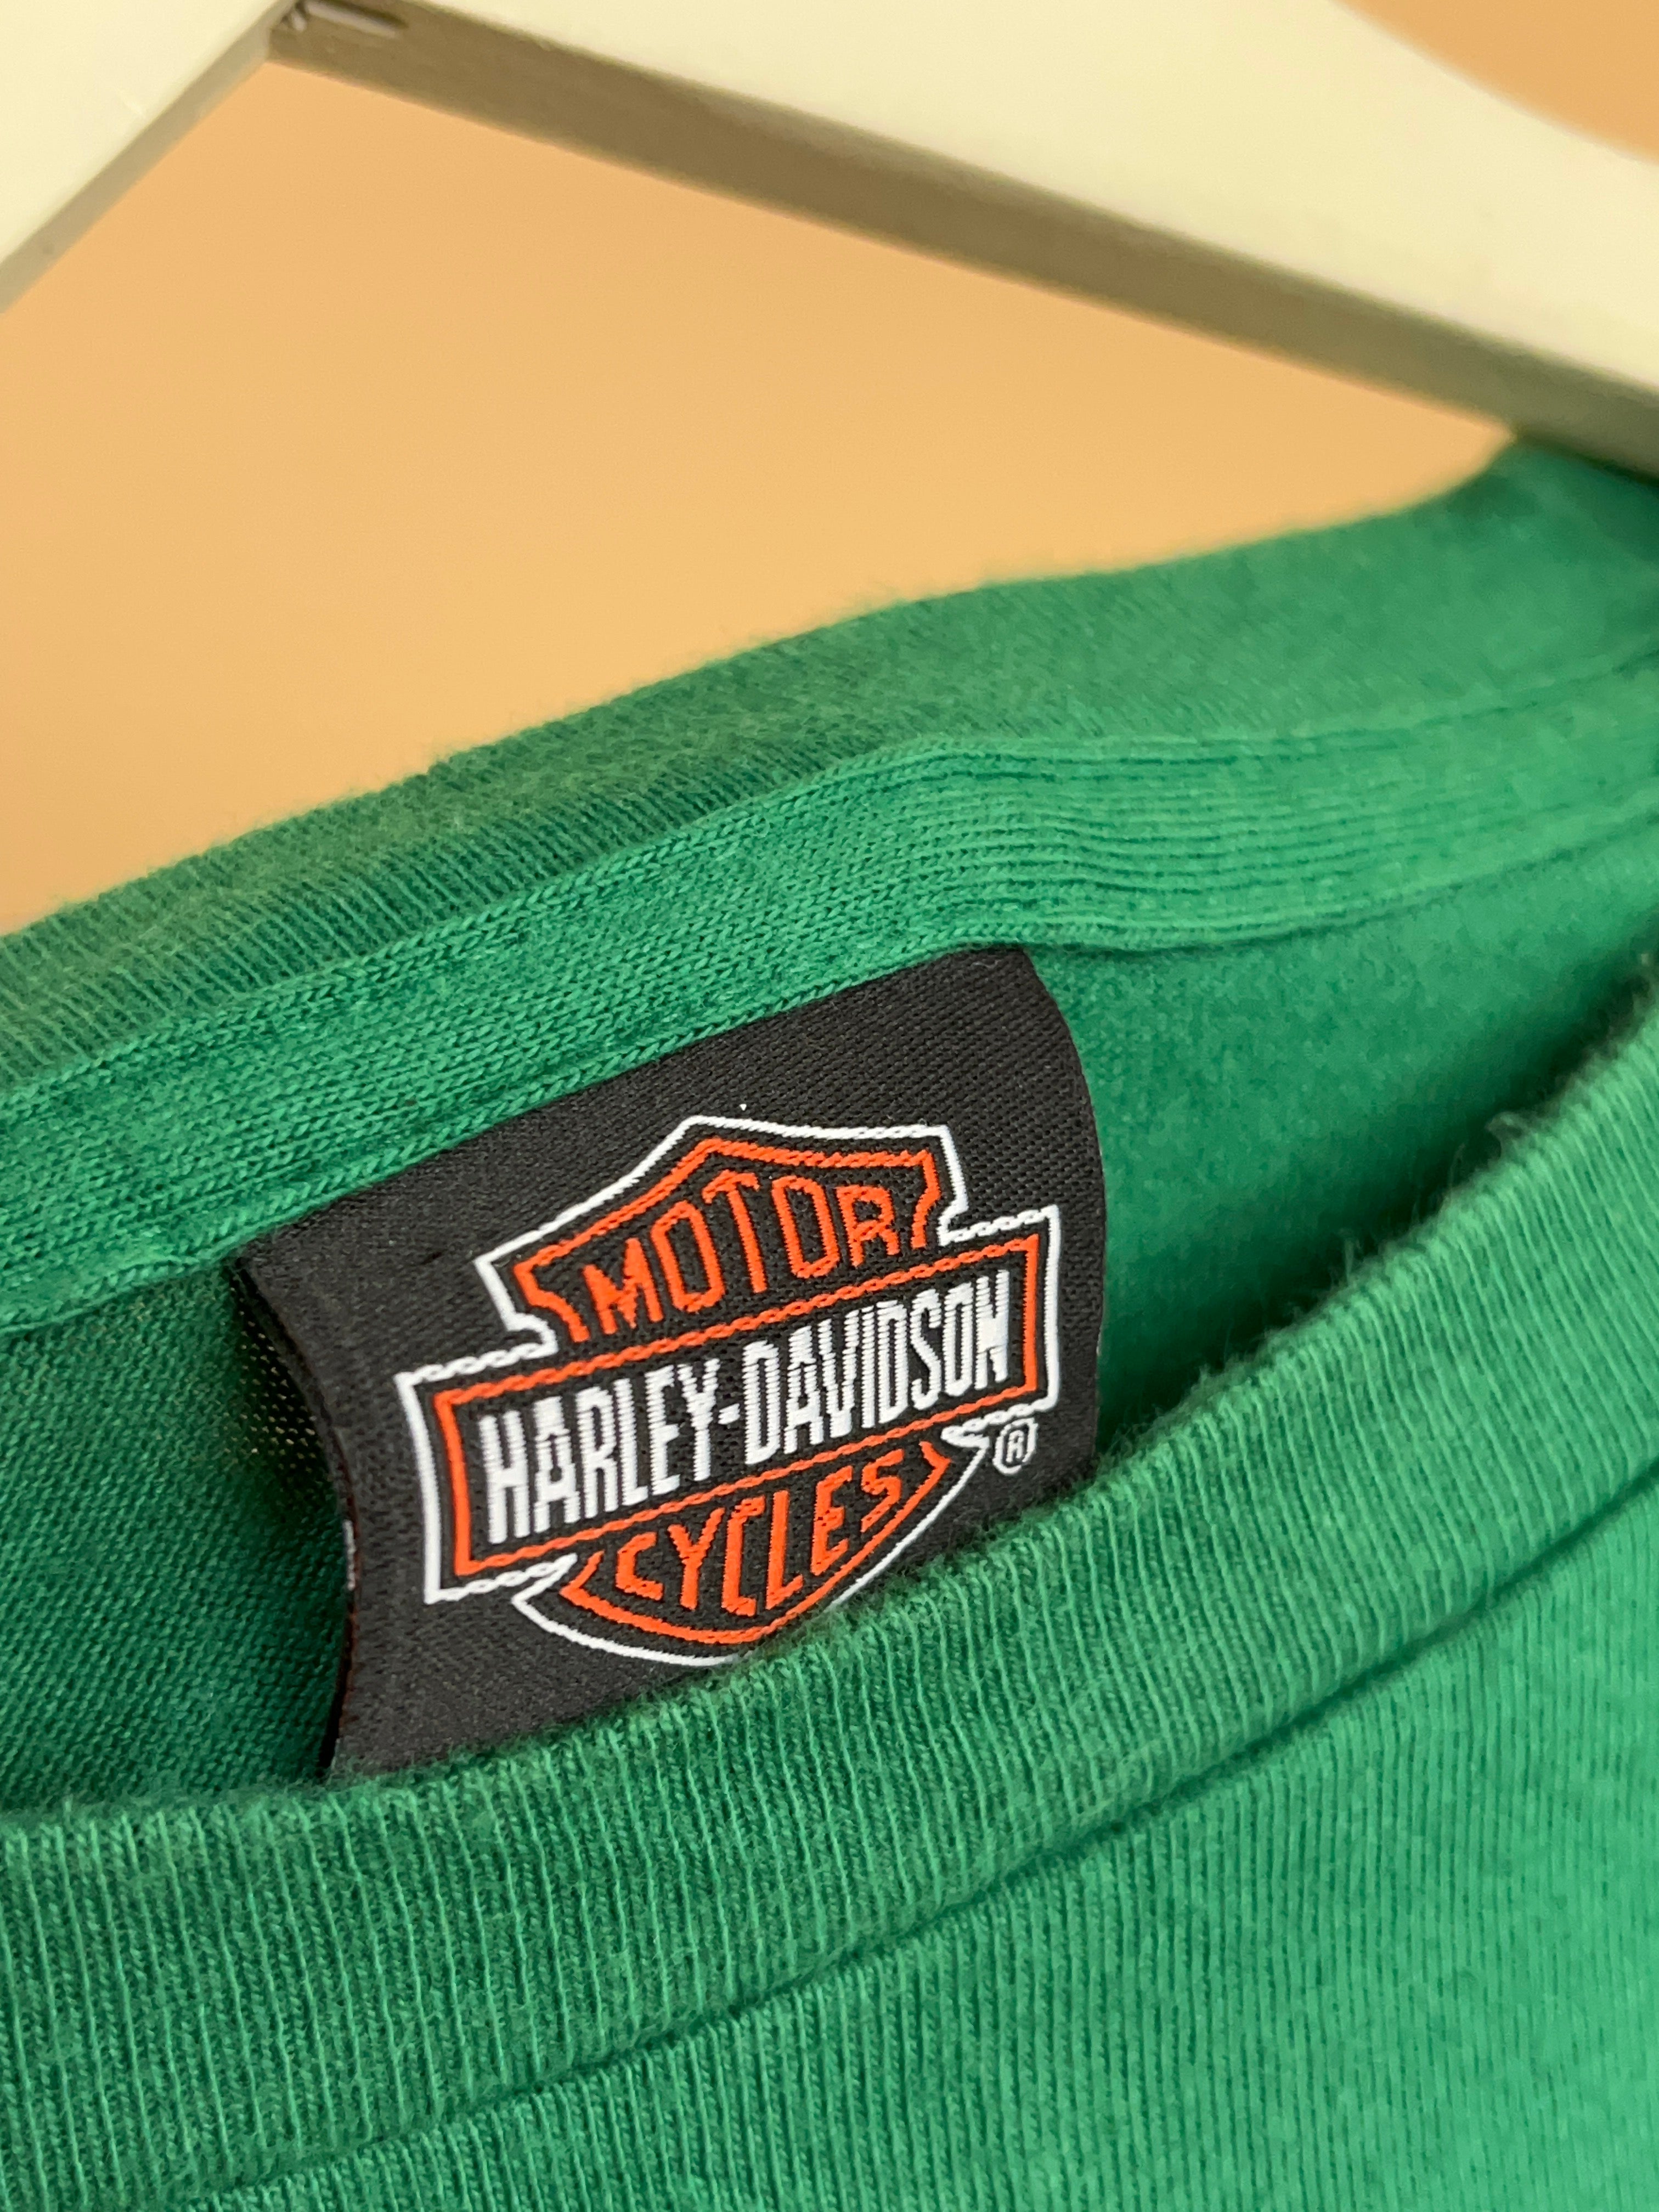 MOTOR
HARLEY-DAVIDSON
CYCLES
®